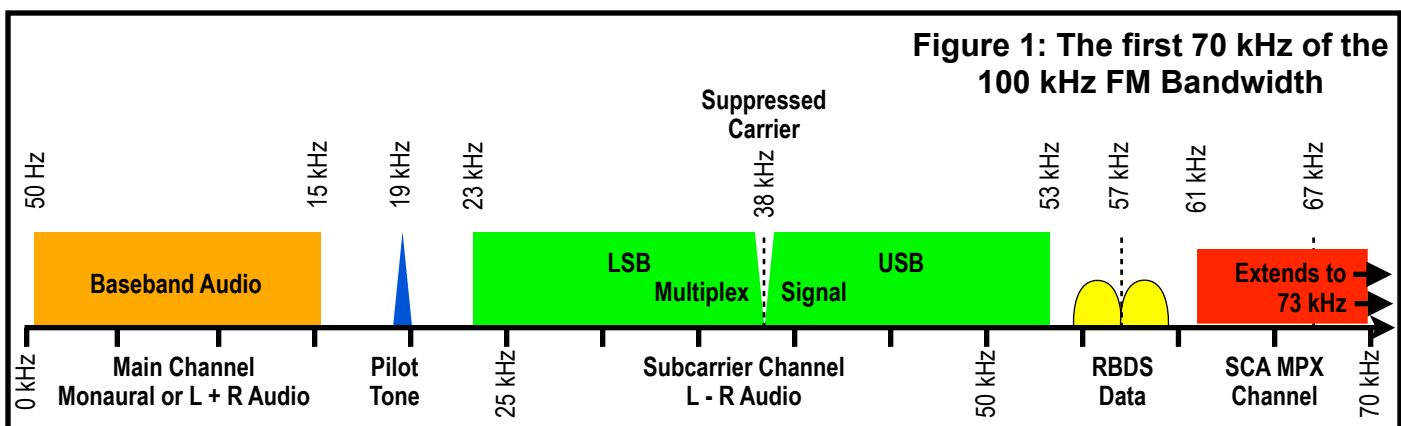 Figure 1: The first 70 kHz of the
100 kHz FM Bandwidth
Suppressed
Carrier
50 Hz
15 kHz
19 kHz
23 kHz
38 kHz
53 kHz
57 kHz
61 kHz
67 kHz
Baseband Audio
LSB
USB
Multiplex
Signal
Extends to
73 kHz
0 kHz
Main Channel
Monaural or L + R Audio
Pilot
Tone
25 kHz
Subcarrier Channel
L - R Audio
50 kHz
RBDS
Data
SCA MPX
Channel
70 kHz